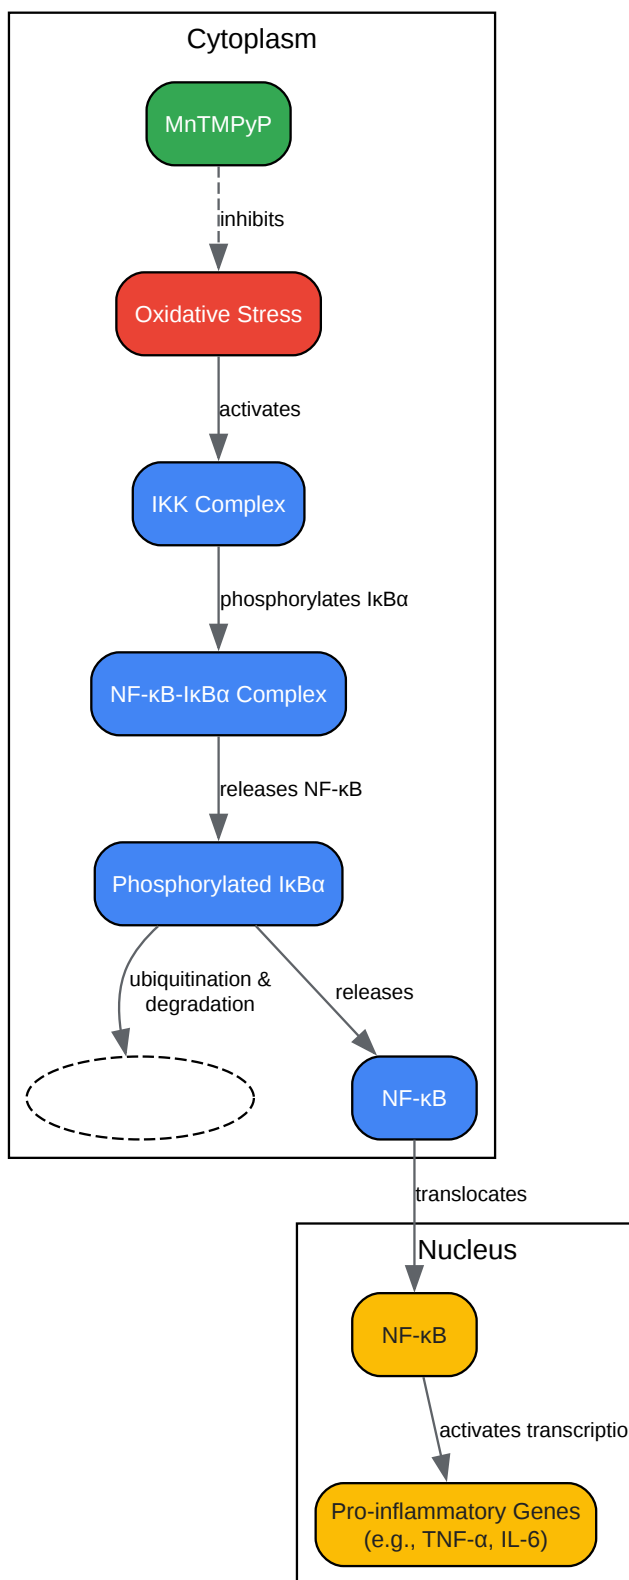 Cytoplasm
MnTMPyP
inhibits
Oxidative Stress
activates
IKK Complex
phosphorylates IκBα
NF-κB-IκBα Complex
releases NF-κB
Phosphorylated IκBα
ubiquitination &
degradation
releases
NF-κB
translocates
Nucleus
NF-κB
activates transcriptio
Pro-inflammatory Genes
(e.g., TNF-α, IL-6)